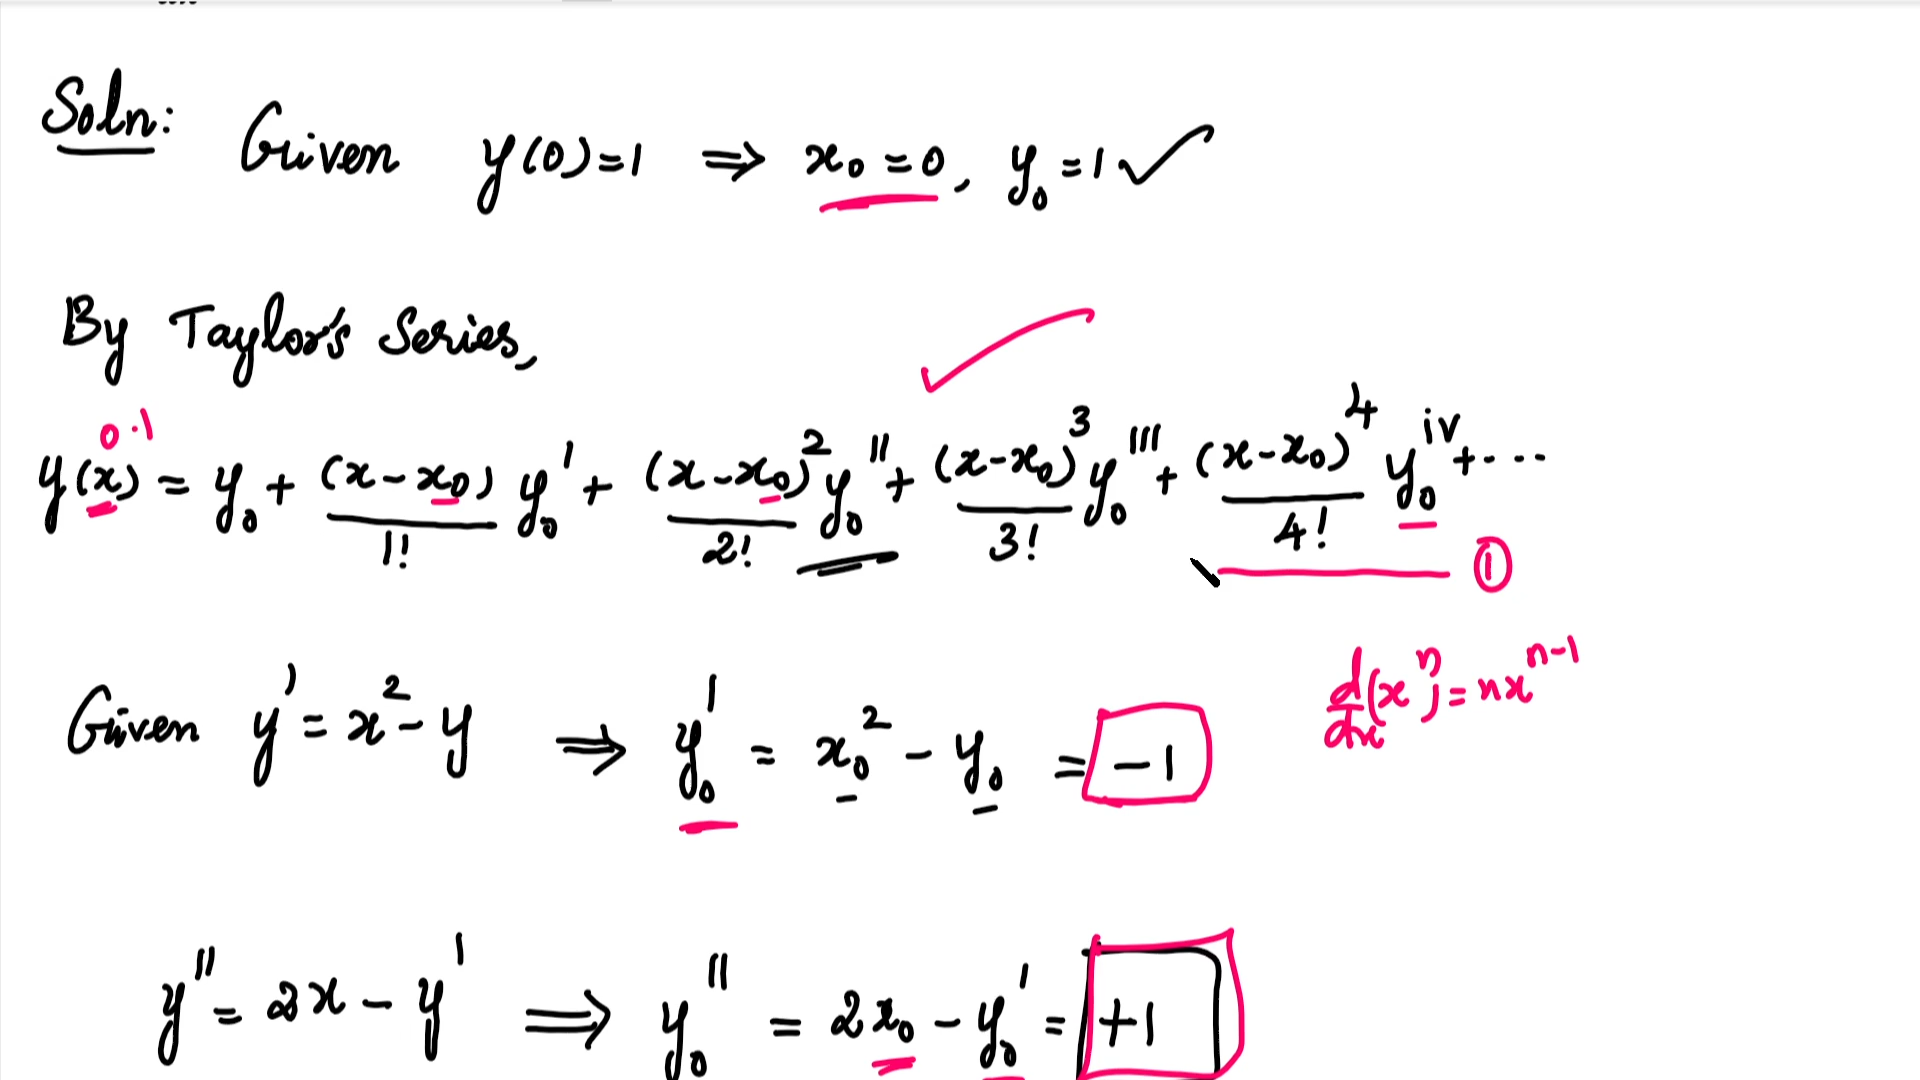 Soln: Given y(0)=1 ⇒ x₀=0, y₀=1 ✓
By Taylor's Series,
0.1
y(x) = y₀ + (x-x₀)/1! y₀' + (x-x₀)²/2! y₀'' + (x-x₀)³/3! y₀''' + (x-x₀)⁴/4! y₀^iv + ...
①
d/dx (xⁿ) = nxⁿ⁻¹
Given y' = x² - y ⇒ y₀' = x₀² - y₀ = -1
y'' = 2x - y' ⇒ y₀'' = 2x₀ - y₀' = +1